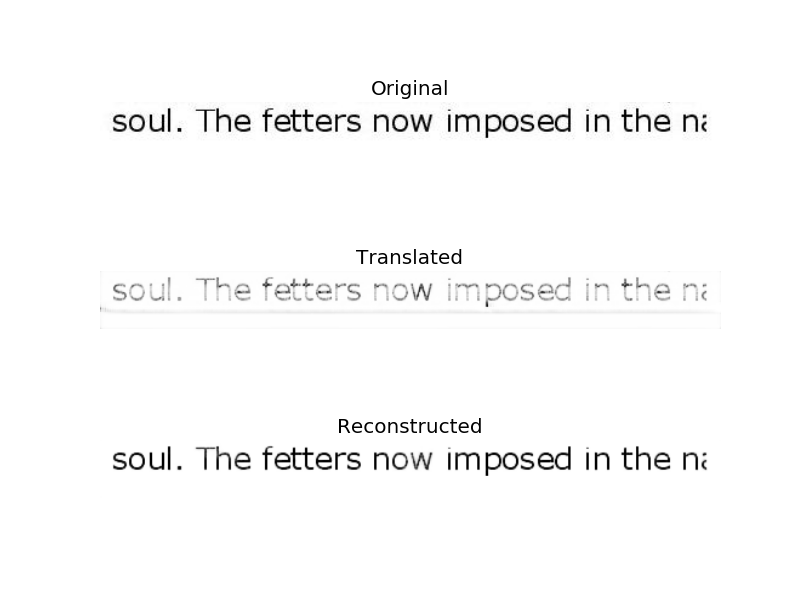 Original
soul. The fetters now imposed in the
Translated
soul. The fetters now imposed in the
Reconstructed
soul. The fetters now imposed in the